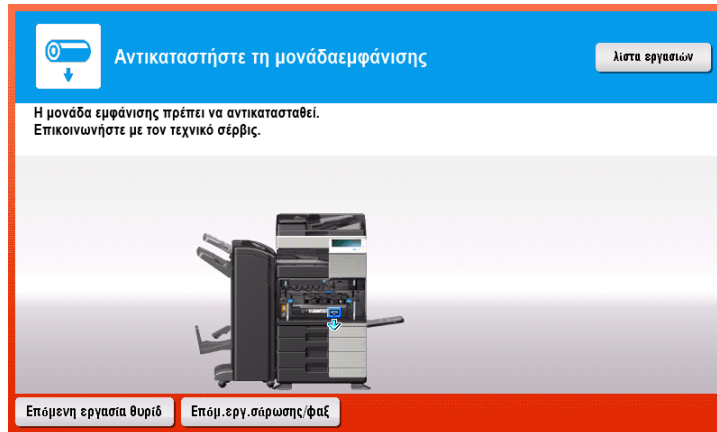 Αντικαταστήστε τη μονάδαεμφάνισης
λίστα εργασιών
Η μονάδα εμφάνισης πρέπει να αντικατασταθεί.
Επικοινωνήστε με τον τεχνικό σέρβις.
Επόμενη εργασία θυρίδ
Επόμ.εργ.σάρωσης/φαξ